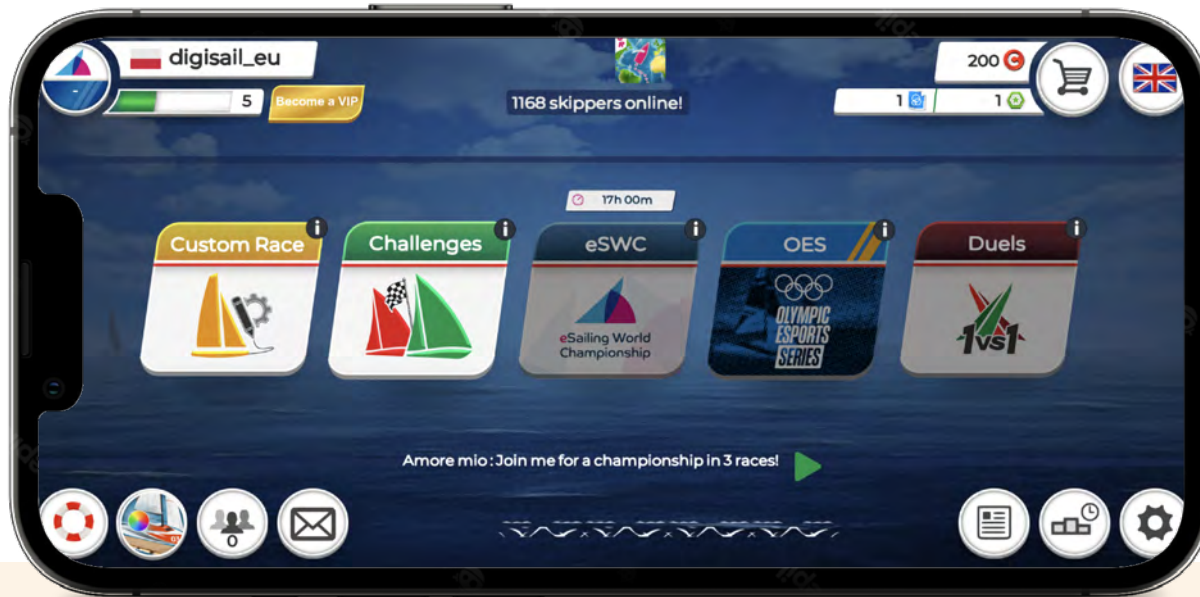 digisail_eu
200
5
Become a VIP
1168 skippers online!
1
1
17h 00m
Custom Race
Challenges
eSWC
OES
Duels
eSailing World
Championship
OLYMPIC
ESPORTS
SERIES
1vs1
Amore mio : Join me for a championship in 3 races!
0